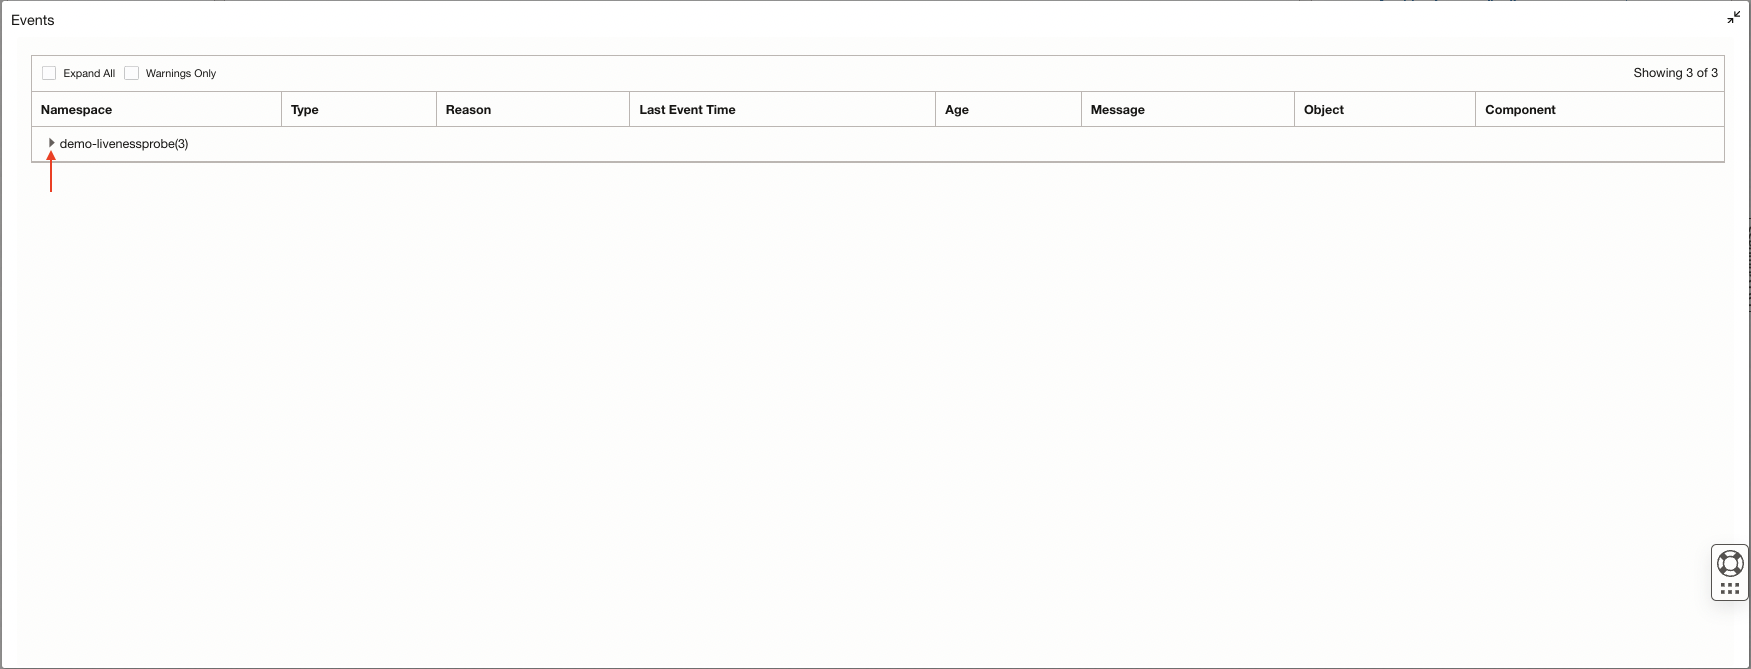 Events
Expand All Warnings Only Showing 3 of 3
Namespace Type Reason Last Event Time Age Message Object Component
demo-livenessprobe(3)